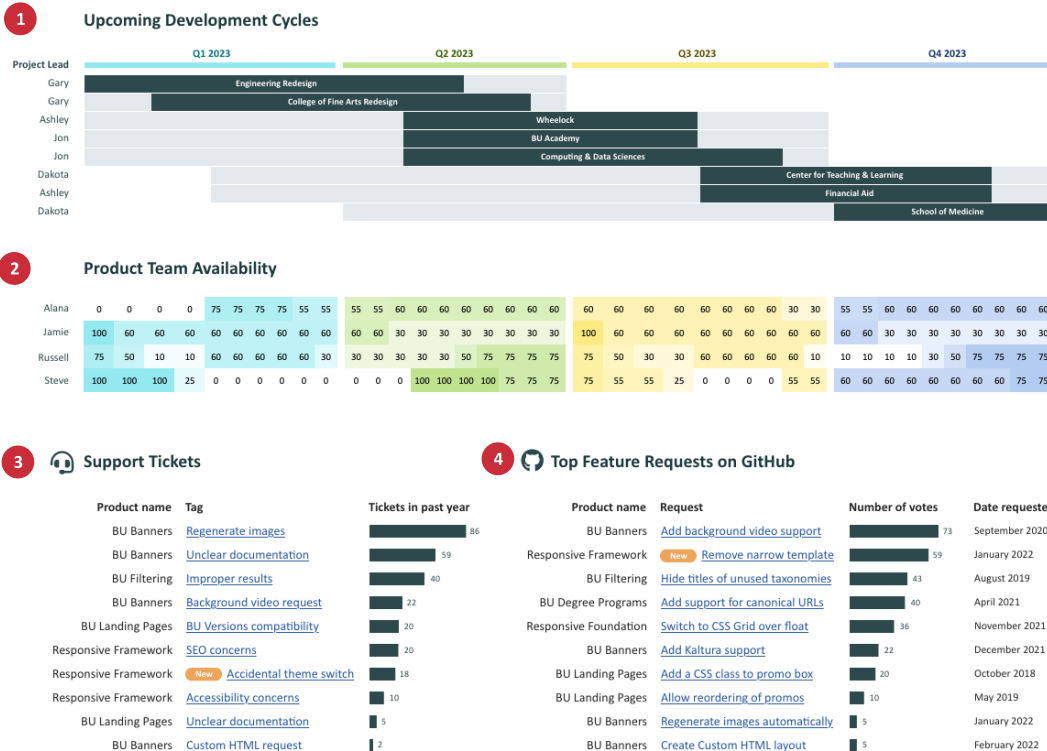 1
Upcoming Development Cycles
Q1 2023 Q2 2023 Q3 2023 Q4 2023
Project Lead
Gary Engineering Redesign
Gary College of Fine Arts Redesign
Ashley Wheelock
Jon BU Academy
Jon Computing & Data Sciences
Dakota Center for Teaching & Learning
Ashley Financial Aid
Dakota School of Medicine
2
Product Team Availability
Alana 0 0 0 0 75 75 75 75 55 55 55 55 60 60 60 60 60 60 60 60 60 60 60 60 60 60 60 30 30 55 55 60 60 60 60 60 60 60 60
Jamie 100 60 60 60 60 60 60 60 60 60 60 60 30 30 30 30 30 30 30 30 100 60 60 60 60 60 60 60 60 60 60 30 30 30 30 30 30 30 30
Russell 75 50 10 10 60 60 60 60 60 30 30 30 30 30 30 50 75 75 75 75 75 50 30 30 60 60 60 60 10 10 10 10 10 30 50 75 75 75 75
Steve 100 100 100 25 0 0 0 0 0 0 0 0 0 100 100 100 100 75 75 75 75 55 55 25 0 0 0 55 55 60 60 60 60 60 60 60 60 75 75
3
Support Tickets
Product name Tag Tickets in past year
BU Banners Regenerate images 86
BU Banners Unclear documentation 59
BU Filtering Improper results 40
BU Banners Background video request 22
BU Landing Pages BU Versions compatibility 20
Responsive Framework SEO concerns 20
Responsive Framework New Accidental theme switch 18
Responsive Framework Accessibility concerns 10
BU Landing Pages Unclear documentation 5
BU Banners Custom HTML request 2
4
Top Feature Requests on GitHub
Product name Request Number of votes Date requeste
BU Banners Add background video support 73 September 2020
Responsive Framework New Remove narrow template 59 January 2022
BU Filtering Hide titles of unused taxonomies 43 August 2019
BU Degree Programs Add support for canonical URLs 40 April 2021
Responsive Foundation Switch to CSS Grid over float 36 November 2021
BU Banners Add Kaltura support 22 December 2021
BU Landing Pages Add a CSS class to promo box 20 October 2018
BU Landing Pages Allow reordering of promos 10 May 2019
BU Banners Regenerate images automatically 5 January 2022
BU Banners Create Custom HTML layout 5 February 2022